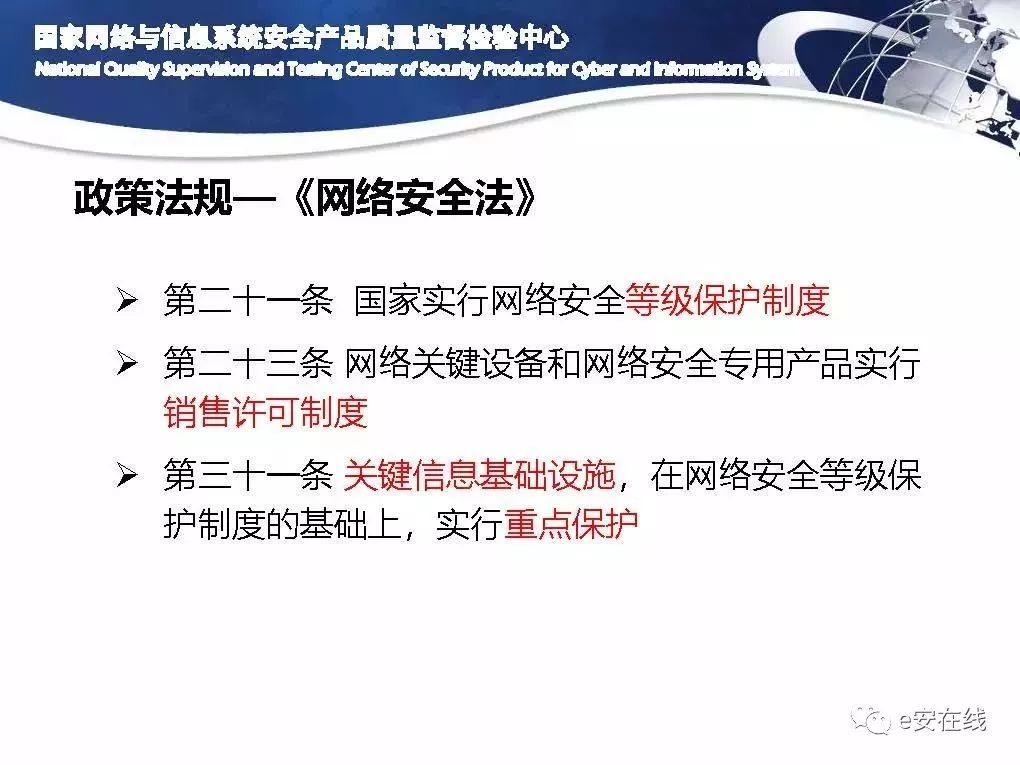 国家网络与信息系统安全产品质量监督检验中心
National Quality Supervision and Testing Center of Security Product for Cyber and Information System
政策法规—《网络安全法》
➢ 第二十一条 国家实行网络安全等级保护制度
➢ 第二十三条 网络关键设备和网络安全专用产品实行
销售许可制度
➢ 第三十一条 关键信息基础设施，在网络安全等级保
护制度的基础上，实行重点保护
e安在线